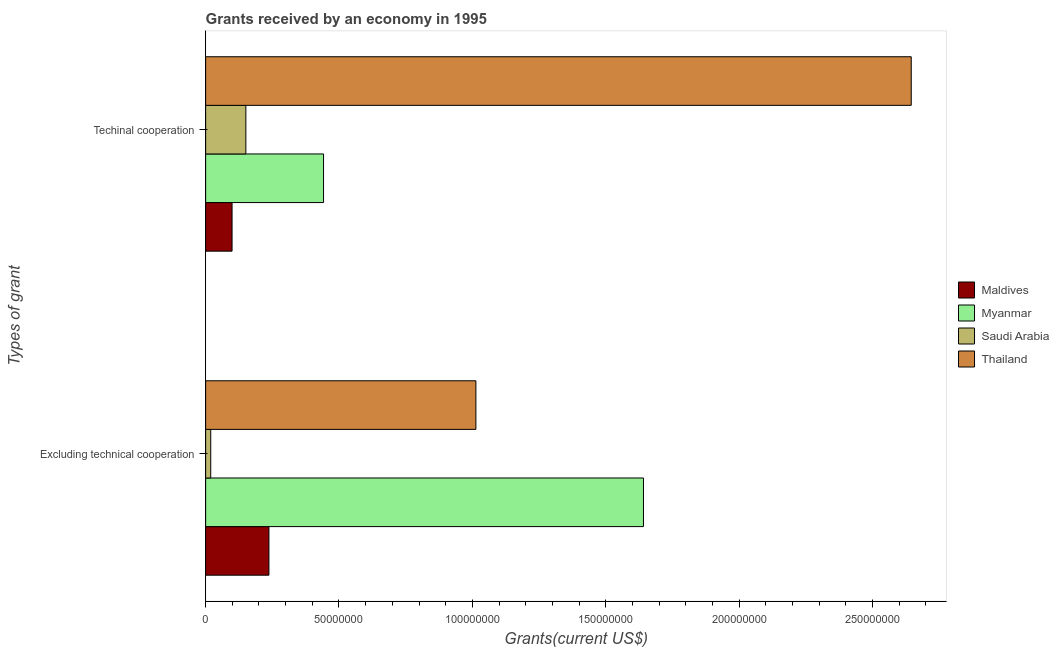 Grants received by an economy in 1995
Types of grant
Techinal cooperation
Excluding technical cooperation
50000000
100000000
150000000
200000000
250000000
Grants(current US$)
Maldives
Myanmar
Saudi Arabia
Thailand